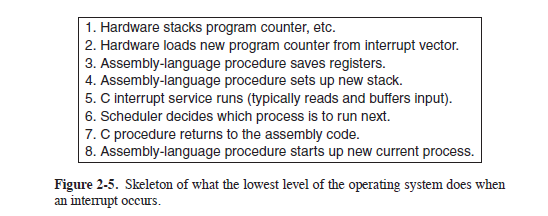 1. Hardware stacks program counter, etc.
2. Hardware loads new program counter from interrupt vector.
3. Assembly-language procedure saves registers.
4. Assembly-language procedure sets up new stack.
5. C interrupt service runs (typically reads and buffers input).
6. Scheduler decides which process is to run next.
7. C procedure returns to the assembly code.
8. Assembly-language procedure starts up new current process.
Figure 2-5. Skeleton of what the lowest level of the operating system does when
an interrupt occurs.